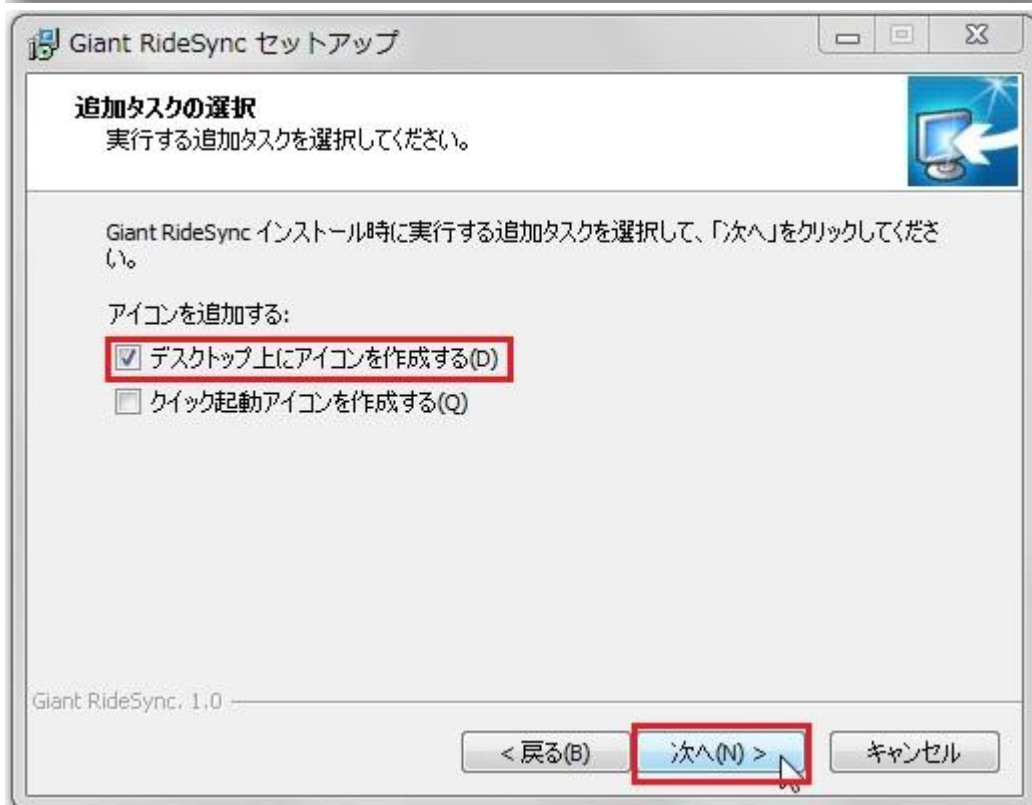 Giant RideSync セットアップ
追加タスクの選択
実行する追加タスクを選択してください。
Giant RideSync インストール時に実行する追加タスクを選択して、「次へ」をクリックしてくださ
い。
アイコンを追加する:
デスクトップ上にアイコンを作成する(D)
クイック起動アイコンを作成する(Q)
Giant RideSync. 1.0
< 戻る(B) 次へ(N) > キャンセル